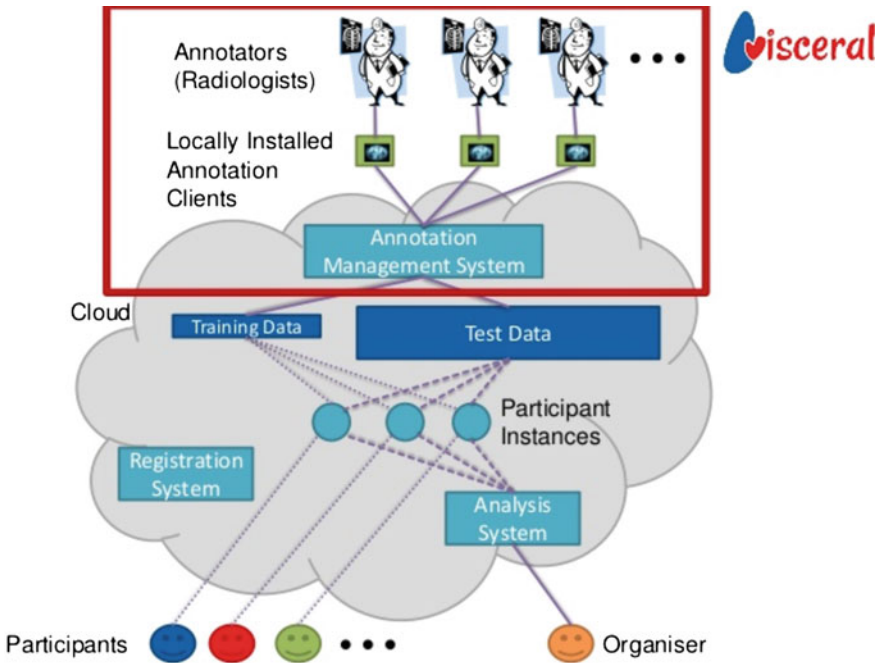 Annotators
(Radiologists)
visceral
Locally Installed
Annotation
Clients
Annotation
Management System
Cloud
Training Data
Test Data
Participant
Instances
Registration
System
Analysis
System
Participants
Organiser